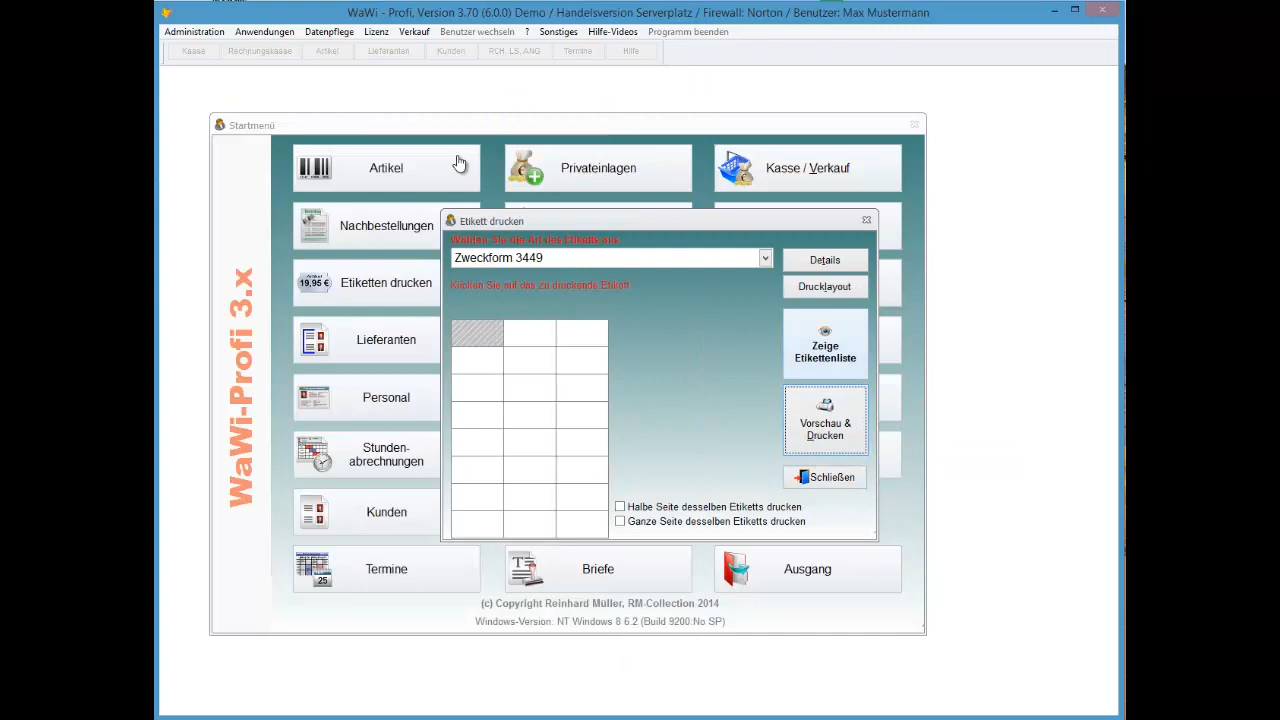 WaWi - Profi, Version 3.70 (6.0.0) Demo / Handelsversion Serverplatz / Firewall: Norton / Benutzer: Max Mustermann
Administration Anwendungen Datenpflege Lizenz Verkauf Benutzer wechseln ? Sonstiges Hilfe-Videos Programm beenden
Kasse Rechnungskasse Artikel Lieferanten Kunden RCH, LS, ANG Termine Hilfe
Startmenü
Artikel
Privateinlagen
Kasse / Verkauf
Nachbestellungen
Artikel
19,95 €
Etiketten drucken
Lieferanten
Personal
Stunden-
abrechnungen
Kunden
25
Termine
Briefe
Ausgang
WaWi-Profi 3.x
Etikett drucken
Wählen Sie die Art des Etiketts aus
Zweckform 3449
Details
Klicken Sie auf das zu druckende Etikett
Drucklayout
Zeige
Etikettenliste
Vorschau &
Drucken
Schließen
Halbe Seite desselben Etiketts drucken
Ganze Seite desselben Etiketts drucken
(c) Copyright Reinhard Müller, RM-Collection 2014
Windows-Version: NT Windows 8 6.2 (Build 9200:No SP)